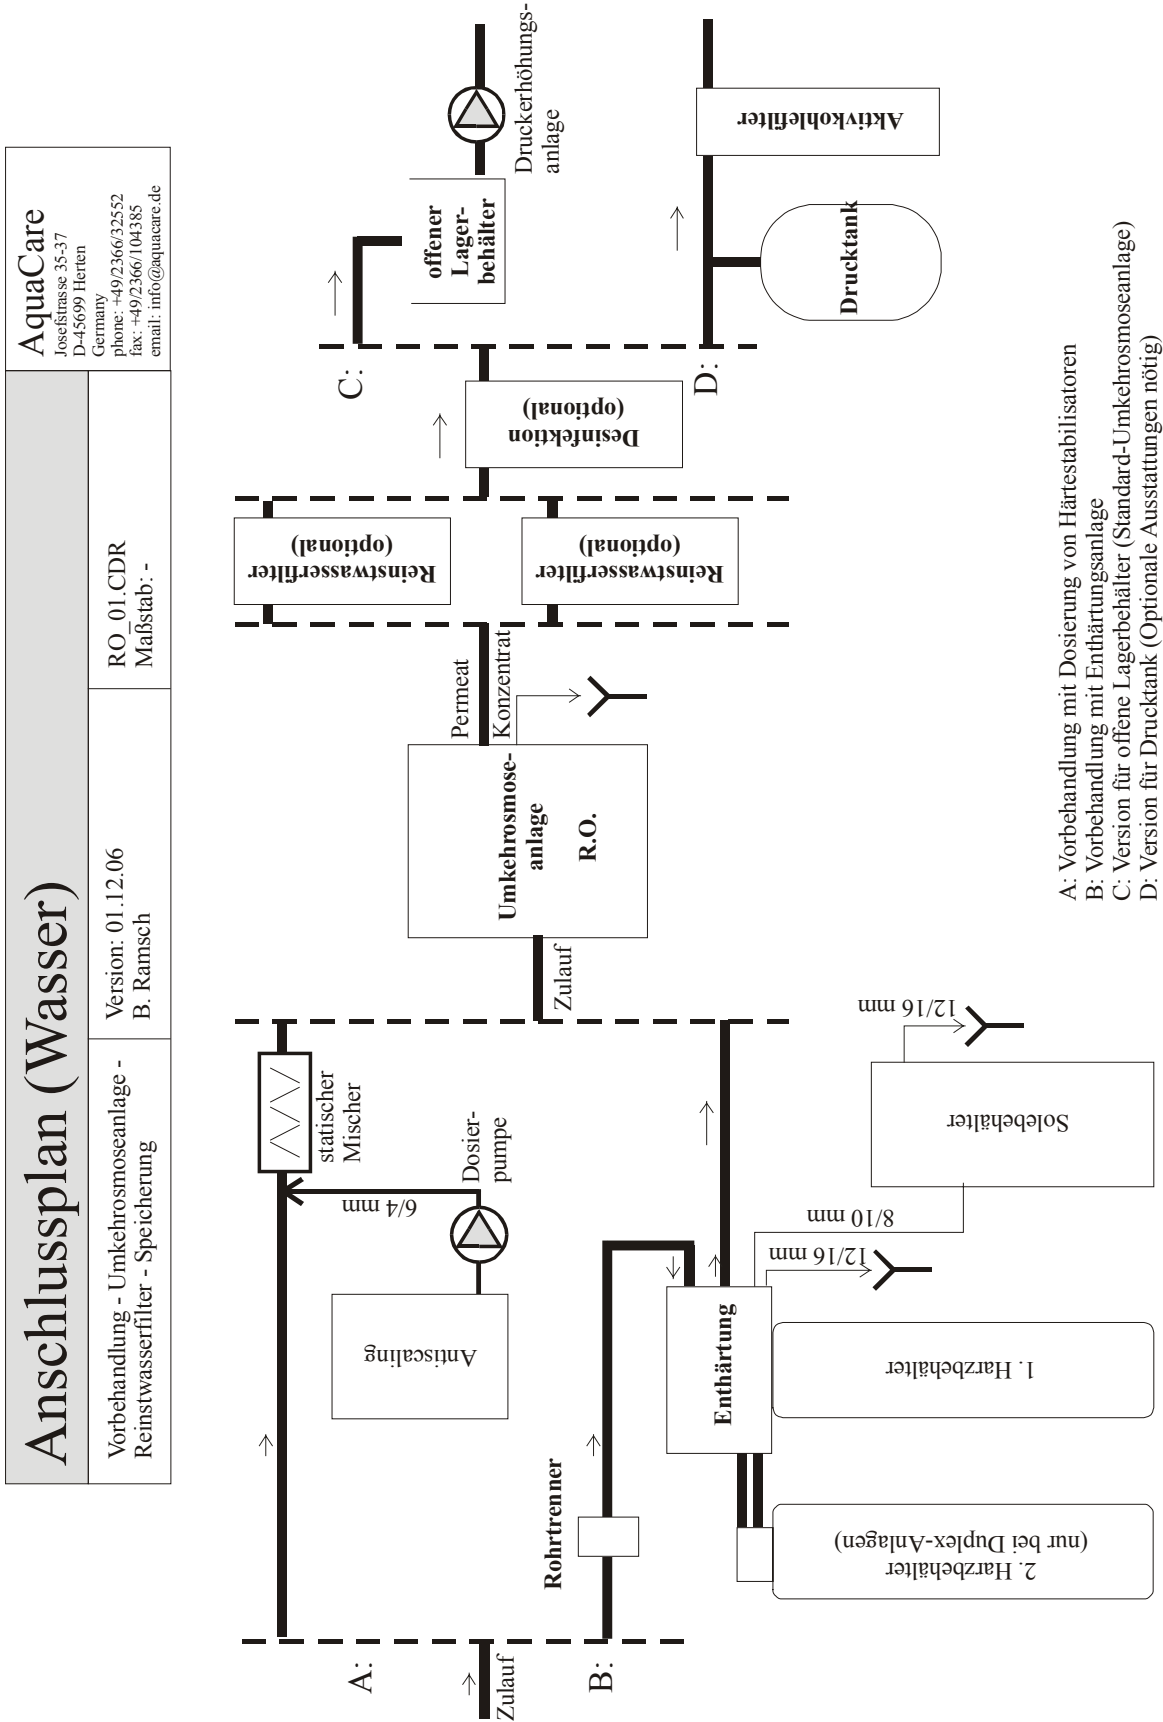 Anschlussplan (Wasser)
Vorbehandlung - Umkehrosmoseanlage -
Reinstwasserfilter - Speicherung
Version: 01.12.06
B. Ramsch
RO_01.CDR
Maßstab: -
AquaCare
Josefstrasse 35-37
D-45699 Herten
Germany
phone: +49/2366/32552
fax: +49/2366/104385
email: info@aquacare.de
A:
Zulauf
B:
Antiscaling
6/4 mm
Dosier-
pumpe
statischer
Mischer
Rohrtrenner
Enthärtung
1. Harzbehälter
2. Harzbehälter
(nur bei Duplex-Anlagen)
12/16 mm
8/10 mm
Solebehälter
12/16 mm
Zulauf
Umkehrosmose-
anlage
R.O.
Permeat
Konzentrat
Reinstwasserfilter
(optional)
Reinstwasserfilter
(optional)
Desinfektion
(optional)
C:
offener
Lager-
behälter
Druckerhöhungs-
anlage
D:
Drucktank
Aktivkohlefilter
A: Vorbehandlung mit Dosierung von Härtestabilisatoren
B: Vorbehandlung mit Enthärtungsanlage
C: Version für offene Lagerbehälter (Standard-Umkehrosmoseanlage)
D: Version für Drucktank (Optionale Ausstattungen nötig)